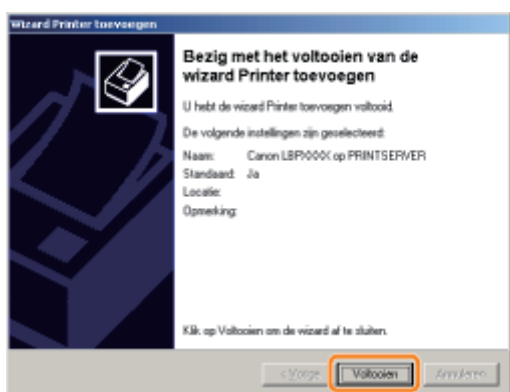 Wizard Printer toevoegen
Bezig met het voltooien van de
wizard Printer toevoegen
U hebt de wizard Printer toevoegen voltooid.
De volgende instellingen zijn geselecteerd:
Naam: Canon LBPXXXX op PRINTSERVER
Standaard: Ja
Locatie:
Opmerking:
Klik op Voltooien om de wizard af te sluiten.
< Vorige Voltooien Annuleren